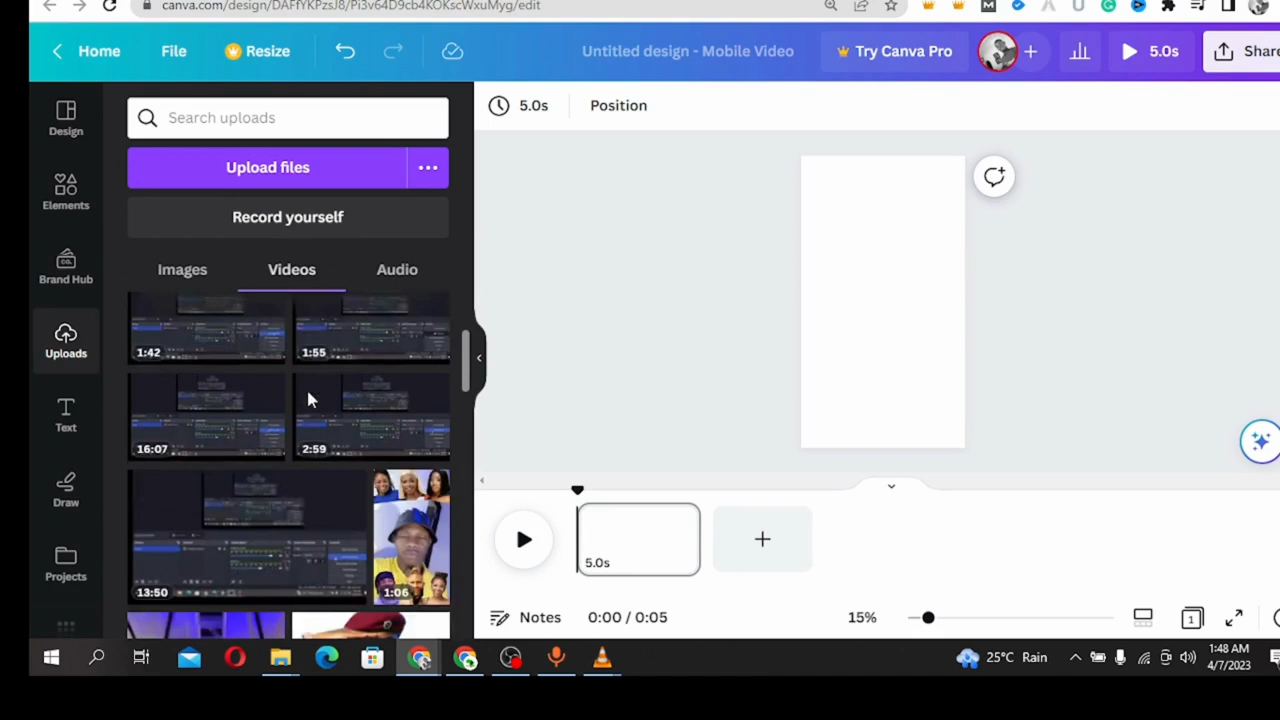 canva.com/design/DAFfYKPzsJ8/Pi3v64D9cb4KOKscWxuMyg/edit
Home
File
Resize
Untitled design - Mobile Video
Try Canva Pro
5.0s
Share
Design
Elements
Brand Hub
Uploads
Text
Draw
Projects
Search uploads
Upload files
Record yourself
Images
Videos
Audio
1:42
1:55
16:07
2:59
13:50
1:06
5.0s
Position
5.0s
Notes
0:00 / 0:05
15%
1
25°C Rain
1:48 AM
4/7/2023